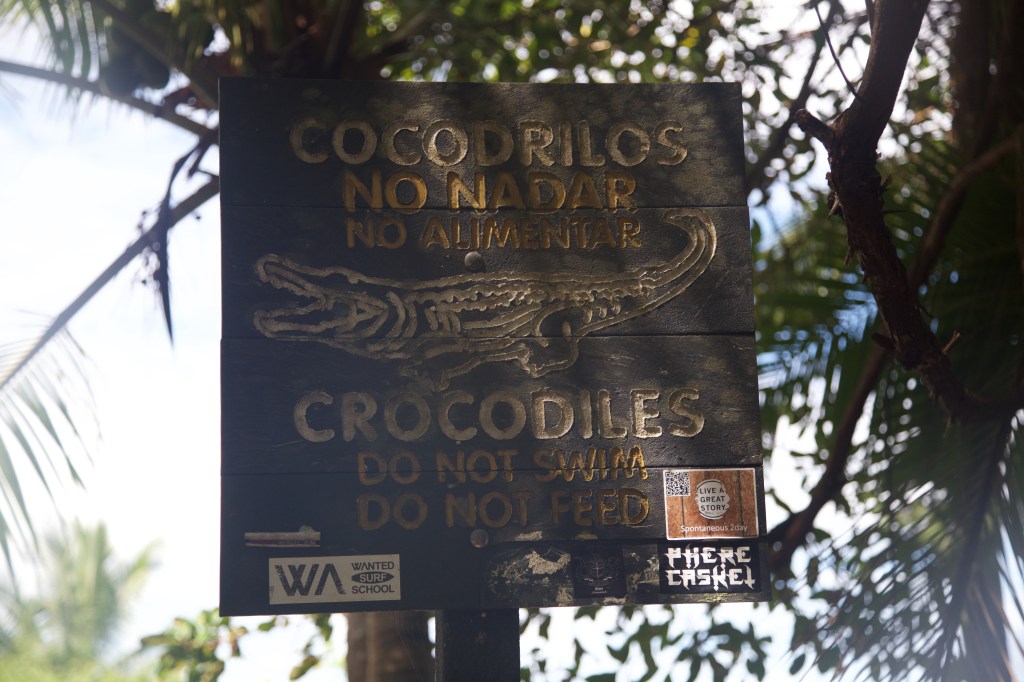 COCODRILOS
NO NADAR
NO ALIMENTAR
CROCODILES
DO NOT SWIM
DO NOT FEED
LIVE A
GREAT
STORY
Spontaneous 2day
WA WANTED
SURF
SCHOOL
PHERE
CASKET